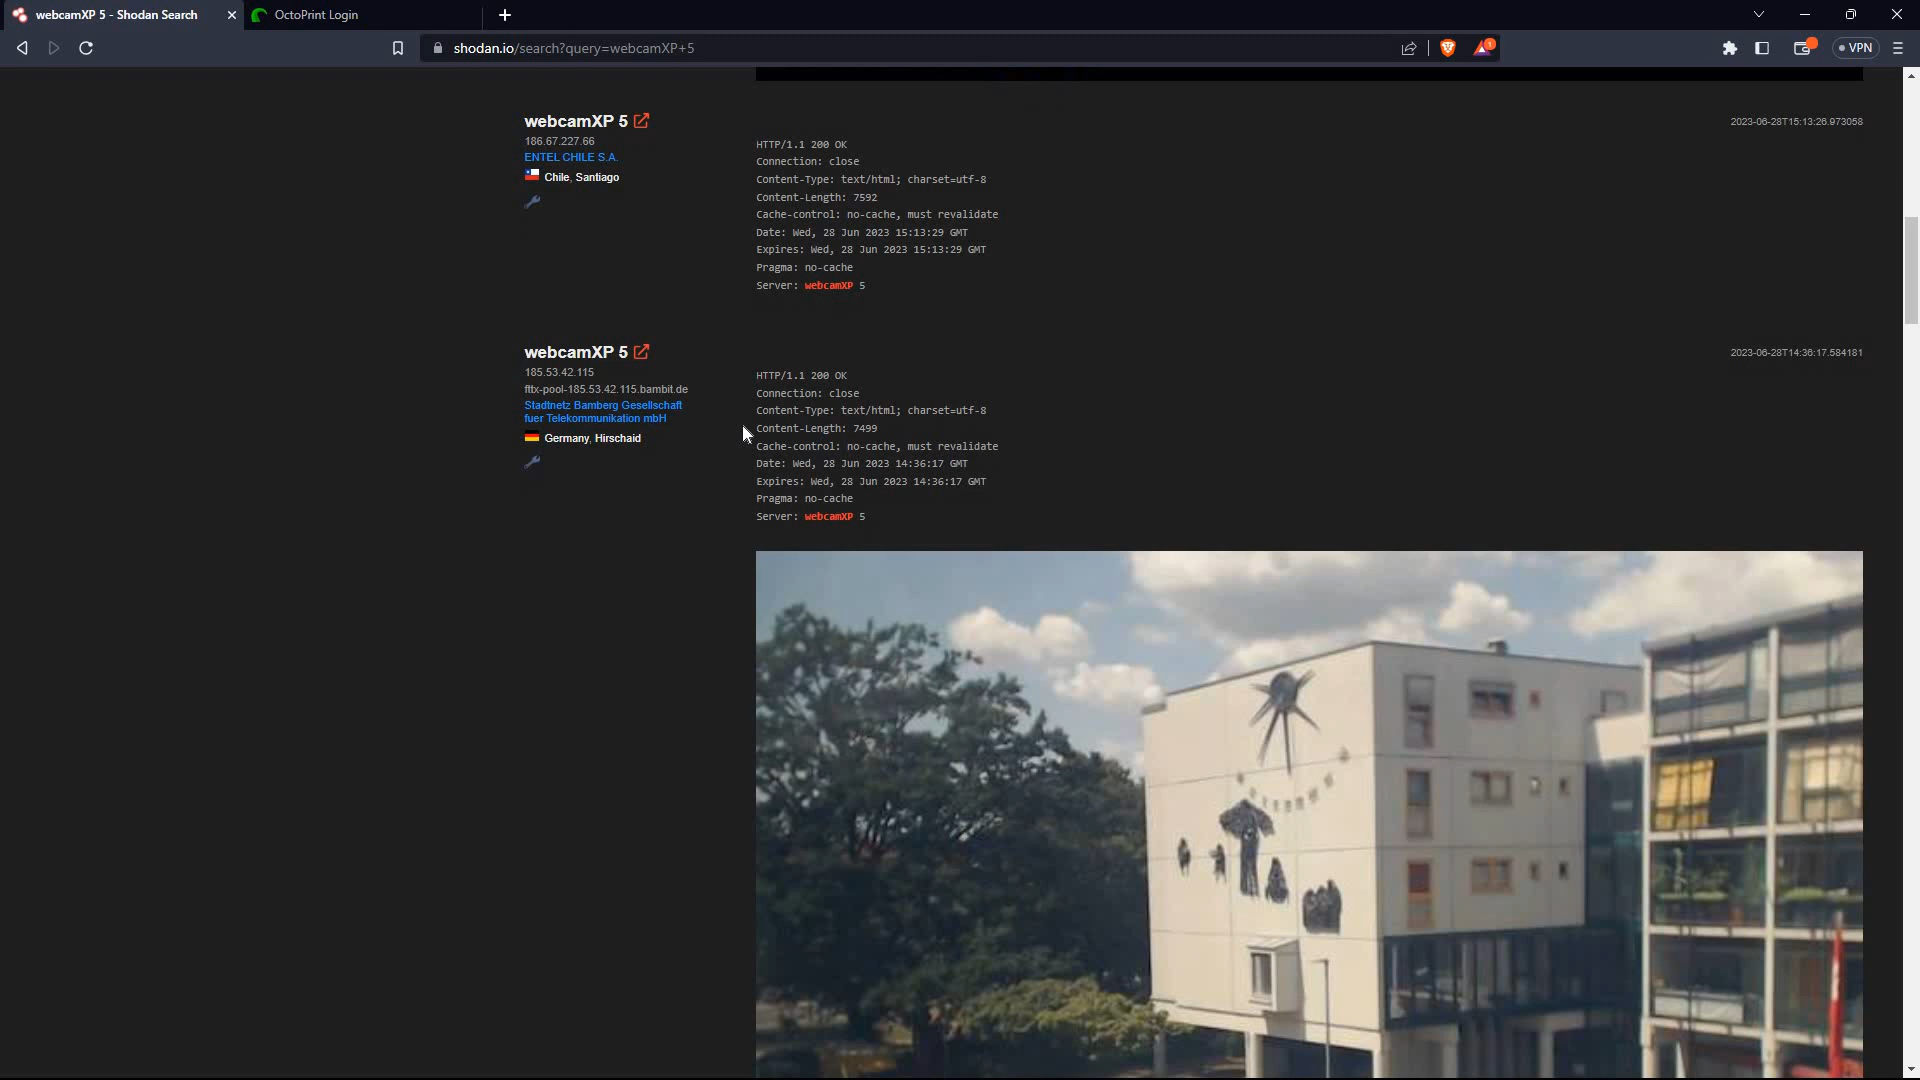 webcamXP 5 - Shodan Search
OctoPrint Login
shodan.io/search?query=webcamXP+5
1
VPN
webcamXP 5
2023-06-28T15:13:26.973058
186.67.227.66
ENTEL CHILE S.A.
Chile, Santiago
HTTP/1.1 200 OK
Connection: close
Content-Type: text/html; charset=utf-8
Content-Length: 7592
Cache-control: no-cache, must revalidate
Date: Wed, 28 Jun 2023 15:13:29 GMT
Expires: Wed, 28 Jun 2023 15:13:29 GMT
Pragma: no-cache
Server: webcamXP 5
webcamXP 5
2023-06-28T14:36:17.584181
185.53.42.115
fttx-pool-185.53.42.115.bambit.de
Stadtnetz Bamberg Gesellschaft
fuer Telekommunikation mbH
Germany, Hirschaid
HTTP/1.1 200 OK
Connection: close
Content-Type: text/html; charset=utf-8
Content-Length: 7499
Cache-control: no-cache, must revalidate
Date: Wed, 28 Jun 2023 14:36:17 GMT
Expires: Wed, 28 Jun 2023 14:36:17 GMT
Pragma: no-cache
Server: webcamXP 5